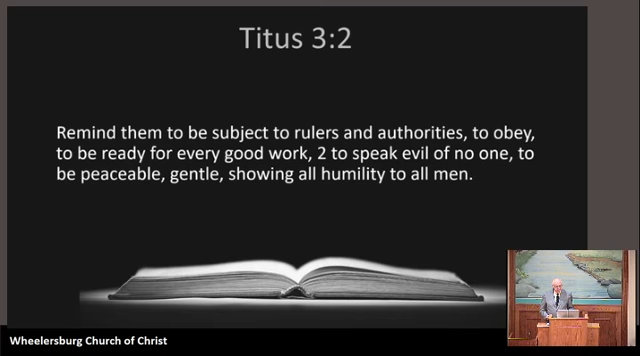 Titus 3:2
Remind them to be subject to rulers and authorities, to obey,
to be ready for every good work, 2 to speak evil of no one, to
be peaceable, gentle, showing all humility to all men.
Wheelersburg Church of Christ